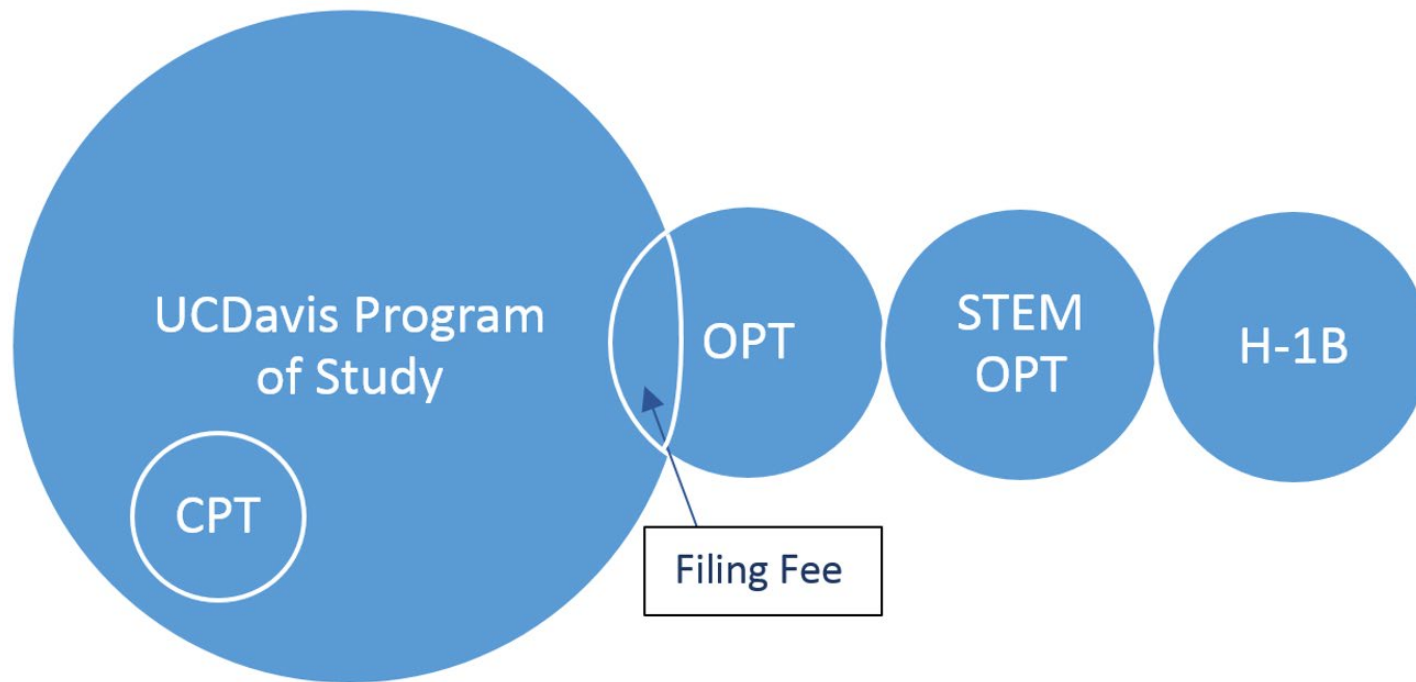 UCDavis Program
of Study
CPT
OPT
Filing Fee
STEM
OPT
H-1B